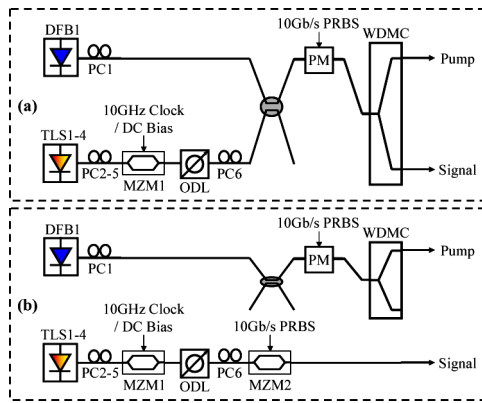 10Gb/s PRBS
DFB1
WDMC
PC1
PM
Pump
(a)
10GHz Clock
/ DC Bias
TLS1-4
PC2-5
MZM1
ODL
PC6
Signal
10Gb/s PRBS
DFB1
WDMC
PC1
PM
Pump
(b)
10GHz Clock
/ DC Bias
10Gb/s PRBS
TLS1-4
PC2-5
MZM1
ODL
PC6
MZM2
Signal